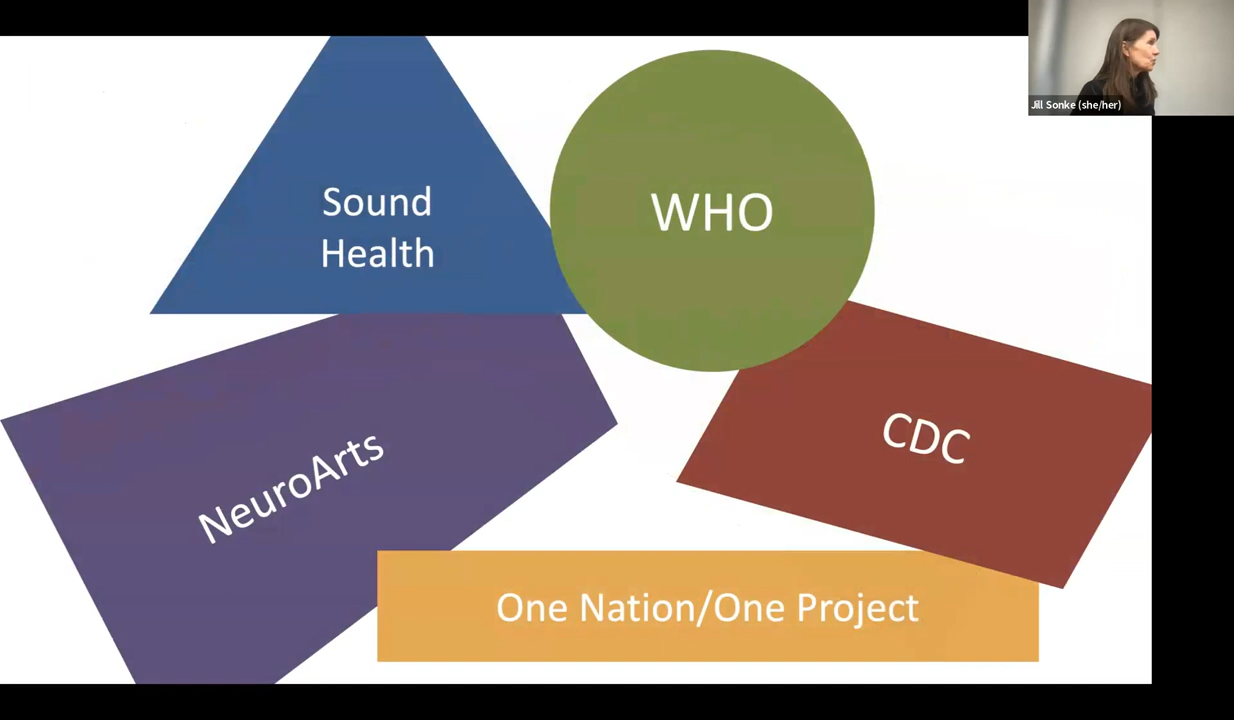 Jill Sonke (she/her)
Sound
Health
WHO
NeuroArts
CDC
One Nation/One Project